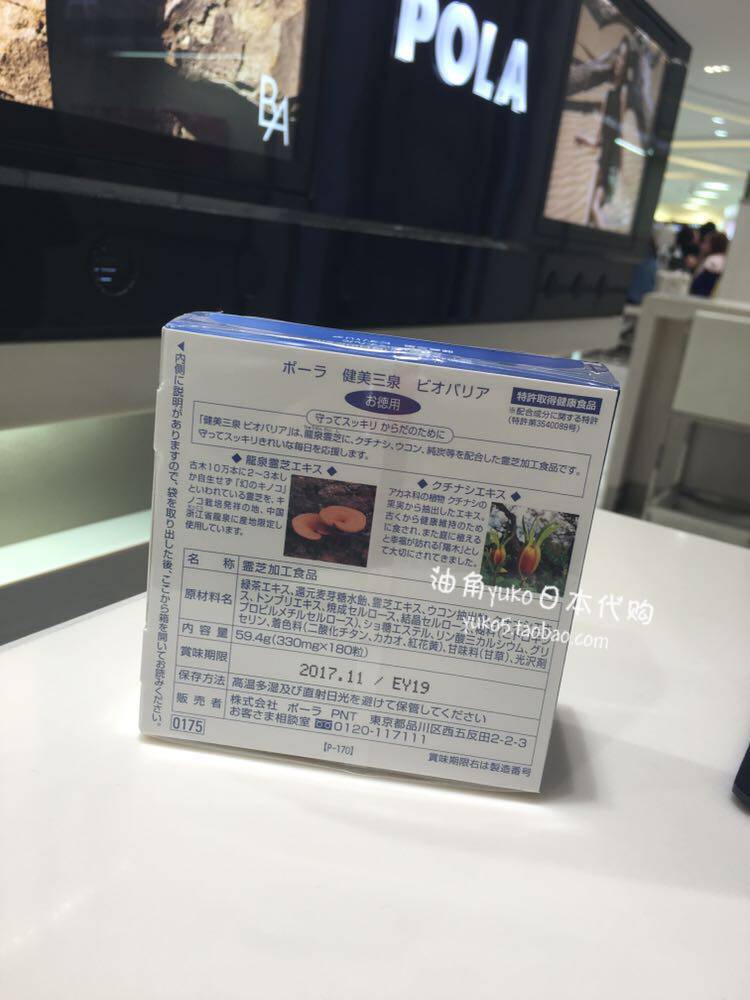 POLA
BA
ポーラ 健美三泉 ビオバリア
お徳用
特許取得健康食品
※配合成分に関する特許
(特許第3540089号)
守ってスッキリ からだのために
「健美三泉 ビオバリア」は、龍泉霊芝に、クチナシ、ウコン、純炭等を配合した霊芝加工食品です。
守ってスッキリきれいな毎日を応援します。
◆ 龍泉霊芝エキス ◆
古木10万本に2〜3本し
か自生せず「幻のキノコ」
といわれている霊芝を、キ
ノコ栽培発祥の地、中国
浙江省龍泉に産地限定し
使用しています。
◆ クチナシエキス ◆
アカネ科の植物 クチナシの
果実から抽出したエキス。
古くから健康維持のため
に食され、また庭に植える
と幸福が訪れる「陽木」とし
て大切にされてきました。
名称 霊芝加工食品
原材料名
緑茶エキス、還元麦芽糖水飴、霊芝エキス、ウコン抽出
ス、トンブリエキス、焼成セルロース、結晶セルロース、
プロピルメチルセルロース)、ショ糖エステル、リン酸三カルシウム、グリ
セリン、着色料(二酸化チタン、カカオ、紅花黄)、甘味料(甘草)、光沢剤
内容量 59.4g(330mg×180粒)
賞味期限 2017.11 / EY19
保存方法 高温多湿及び直射日光を避けて保管してください
販売者 株式会社 ポーラ PNT 東京都品川区西五反田2-2-3
お客さま相談室 0120-117111
0175
【P-170】
賞味期限右は製造番号
◀内側に説明がありますので、袋を取り出した後、ここから箱を開いてお読みください。
油角yuko日本代购
yuko5.taobao.com